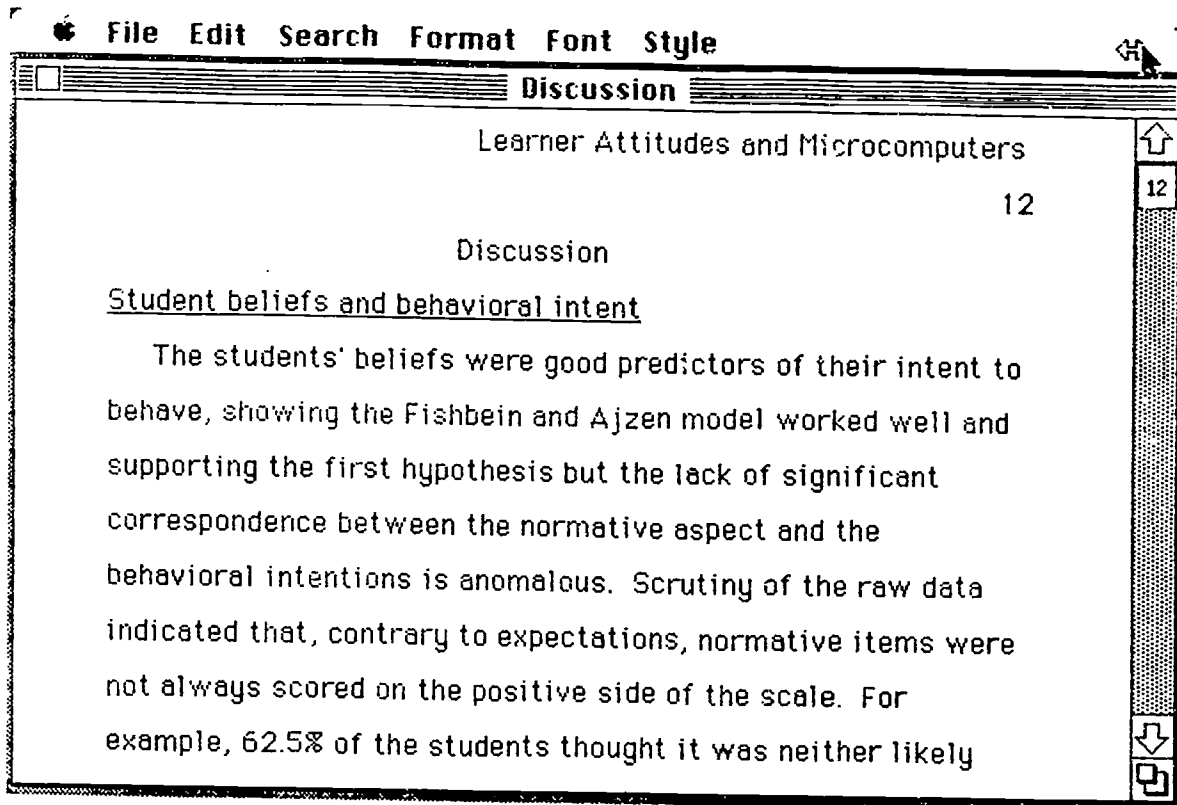 File Edit Search Format Font Style
Discussion
Learner Attitudes and Microcomputers
12
12
Discussion
Student beliefs and behavioral intent
The students' beliefs were good predictors of their intent to
behave, showing the Fishbein and Ajzen model worked well and
supporting the first hypothesis but the lack of significant
correspondence between the normative aspect and the
behavioral intentions is anomalous. Scrutiny of the raw data
indicated that, contrary to expectations, normative items were
not always scored on the positive side of the scale. For
example, 62.5% of the students thought it was neither likely